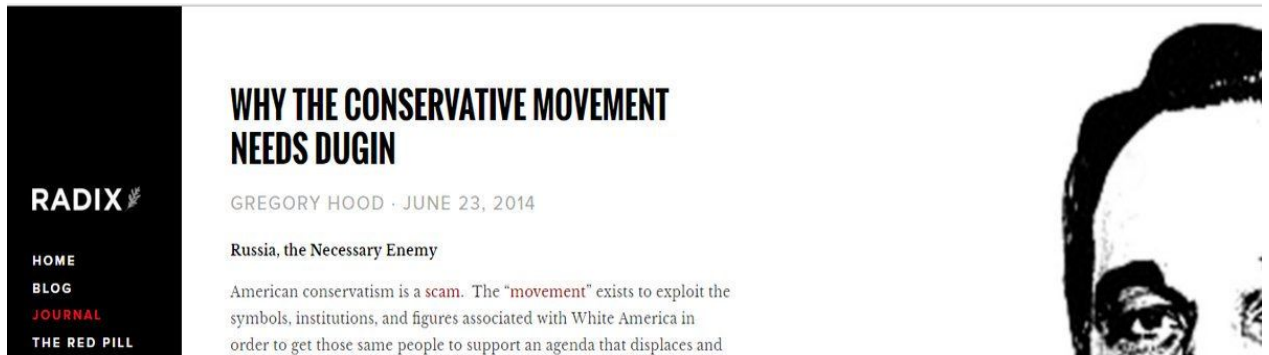 RADIX
HOME
BLOG
JOURNAL
THE RED PILL
WHY THE CONSERVATIVE MOVEMENT
NEEDS DUGIN
GREGORY HOOD · JUNE 23, 2014
Russia, the Necessary Enemy
American conservatism is a scam. The “movement” exists to exploit the
symbols, institutions, and figures associated with White America in
order to get those same people to support an agenda that displaces and